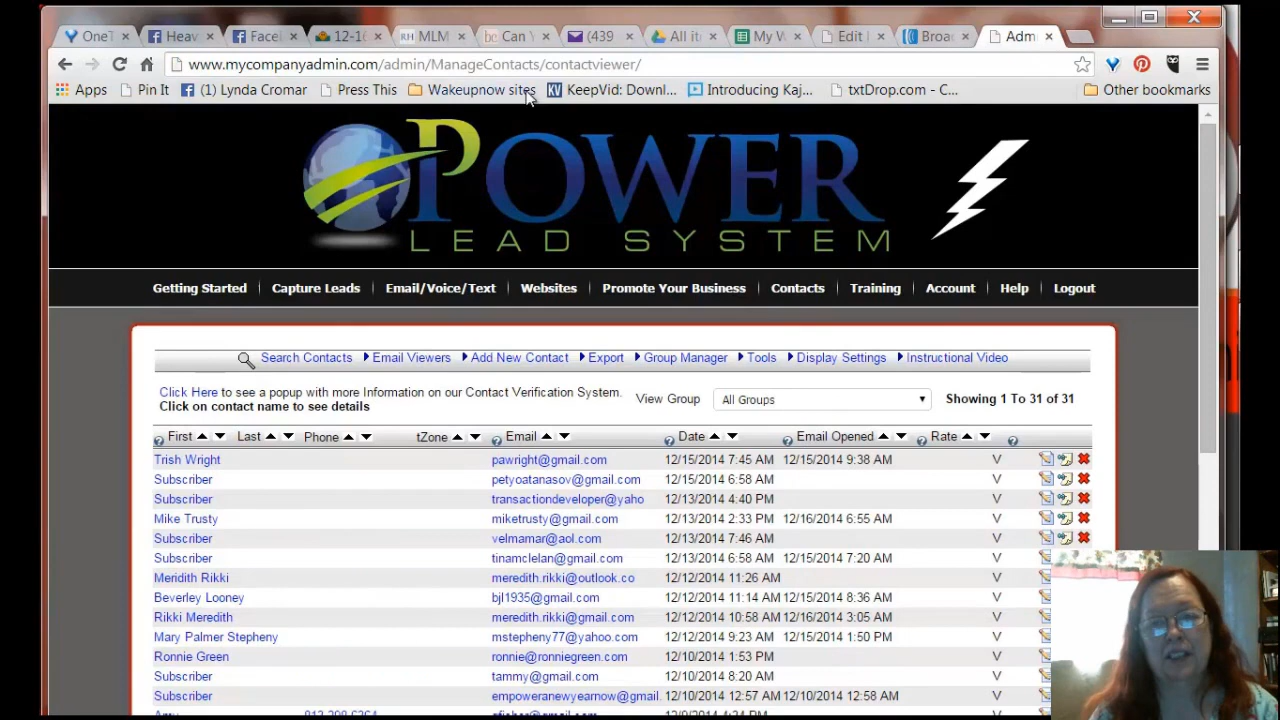 OneT Heav Facel 12-1( MLM Can Y (439 All it My V Edit Broa Adm
www.mycompanyadmin.com/admin/ManageContacts/contactviewer/
Apps Pin It (1) Lynda Cromar Press This Wakeupnow sites KeepVid: Downl... Introducing Kaj... txtDrop.com - C... Other bookmarks
POWER
LEAD SYSTEM
Getting Started Capture Leads Email/Voice/Text Websites Promote Your Business Contacts Training Account Help Logout
Search Contacts Email Viewers Add New Contact Export Group Manager Tools Display Settings Instructional Video
Click Here to see a popup with more Information on our Contact Verification System.
Click on contact name to see details
View Group All Groups Showing 1 To 31 of 31
First Last Phone tZone Email Date Email Opened Rate
Trish Wright pawright@gmail.com 12/15/2014 7:45 AM 12/15/2014 9:38 AM V
Subscriber petyoatanasov@gmail.com 12/15/2014 6:58 AM V
Subscriber transactiondeveloper@yaho 12/13/2014 4:40 PM V
Mike Trusty miketrusty@gmail.com 12/13/2014 2:33 PM 12/16/2014 6:55 AM V
Subscriber velmamar@aol.com 12/13/2014 7:46 AM V
Subscriber tinamclelan@gmail.com 12/13/2014 6:58 AM 12/15/2014 7:20 AM V
Meridith Rikki meredith.rikki@outlook.co 12/12/2014 11:26 AM V
Beverley Looney bjl1935@gmail.com 12/12/2014 11:14 AM 12/15/2014 8:36 AM V
Rikki Meredith meredith.rikki@gmail.com 12/12/2014 10:58 AM 12/16/2014 3:05 AM V
Mary Palmer Stepheny mstepheny77@yahoo.com 12/12/2014 9:23 AM 12/15/2014 1:50 PM V
Ronnie Green ronnie@ronniegreen.com 12/10/2014 1:53 PM V
Subscriber tammy@gmail.com 12/10/2014 8:20 AM V
Subscriber empoweranewyearnow@gmail. 12/10/2014 12:57 AM 12/10/2014 12:58 AM V